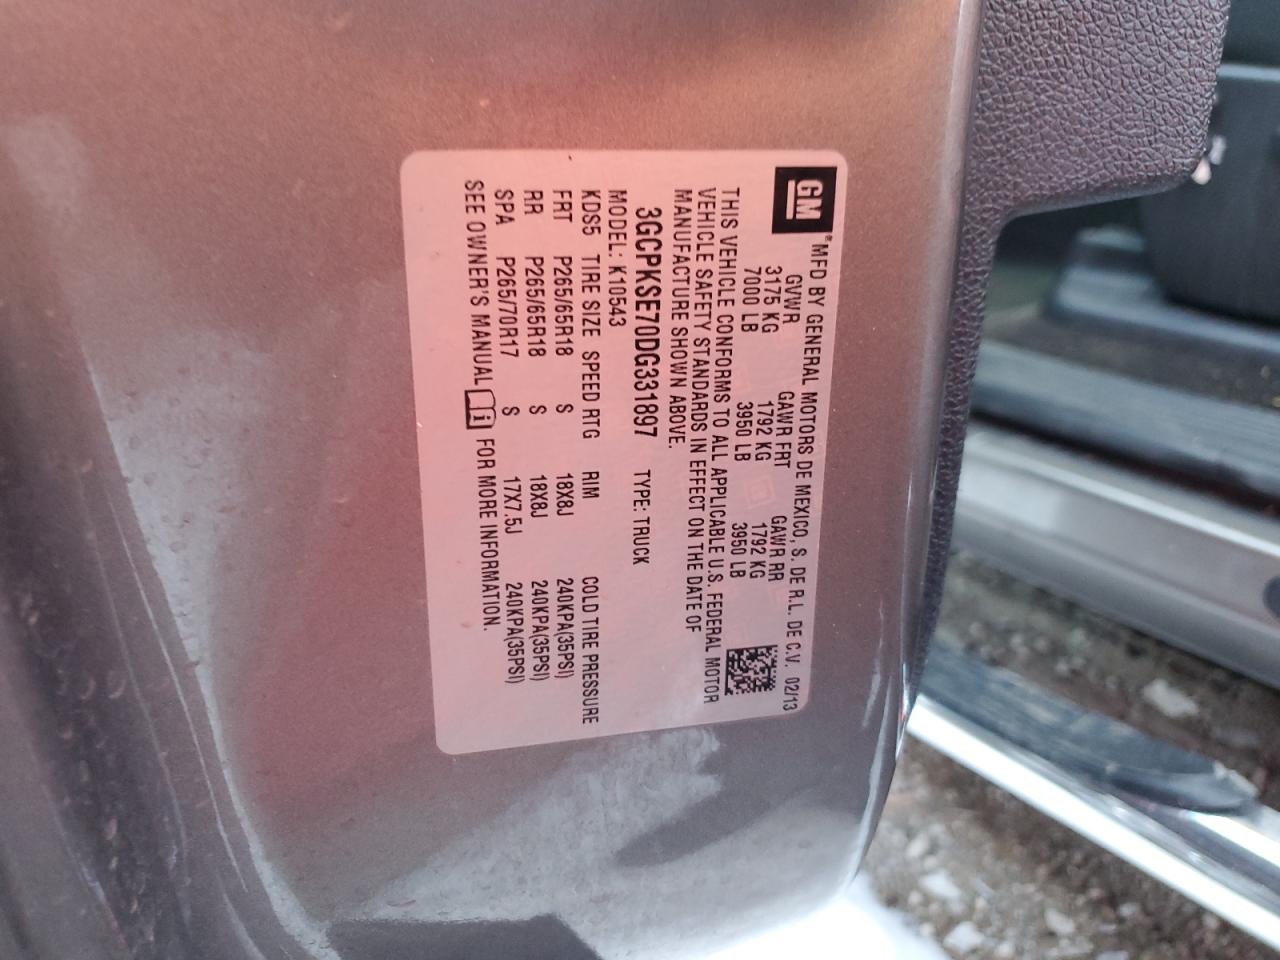 GM
*MFD BY GENERAL MOTORS DE MEXICO, S. DE R.L. DE C.V. 02/13
GVWR GAWR FRT GAWR RR
3175 KG 1792 KG 1792 KG
7000 LB 3950 LB 3950 LB
THIS VEHICLE CONFORMS TO ALL APPLICABLE U.S. FEDERAL MOTOR
VEHICLE SAFETY STANDARDS IN EFFECT ON THE DATE OF
MANUFACTURE SHOWN ABOVE.
3GCPKSE70DG331897 TYPE: TRUCK
MODEL: K10543
KDS5 TIRE SIZE SPEED RTG RIM COLD TIRE PRESSURE
FRT P265/65R18 S 18X8J 240KPA(35PSI)
RR P265/65R18 S 18X8J 240KPA(35PSI)
SPA P265/70R17 S 17X7.5J 240KPA(35PSI)
SEE OWNER'S MANUAL i FOR MORE INFORMATION.